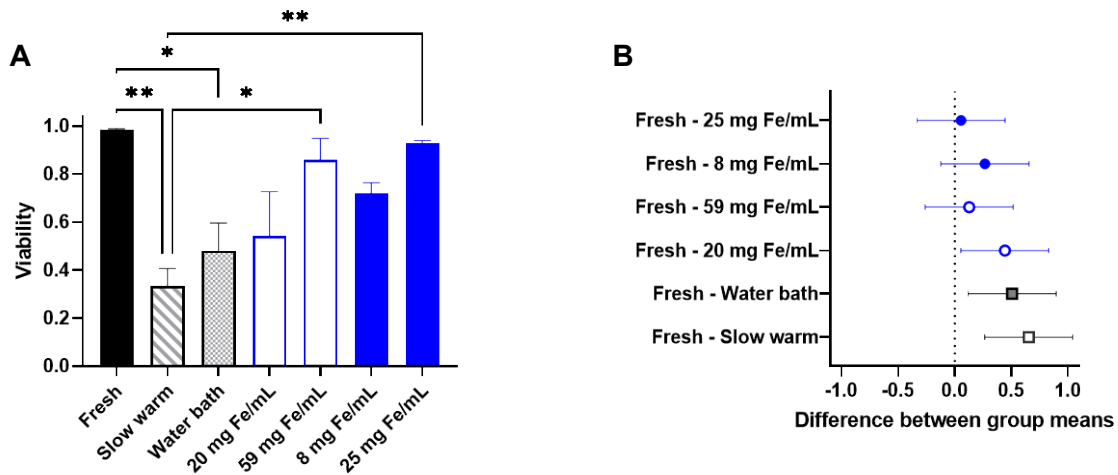 A
**
*
**
*
Viability
1.0
0.8
0.6
0.4
0.2
0.0
Fresh
Slow warm
Water bath
20 mg Fe/mL
59 mg Fe/mL
8 mg Fe/mL
25 mg Fe/mL
B
Fresh - 25 mg Fe/mL
Fresh - 8 mg Fe/mL
Fresh - 59 mg Fe/mL
Fresh - 20 mg Fe/mL
Fresh - Water bath
Fresh - Slow warm
-1.0 -0.5 0.0 0.5 1.0
Difference between group means